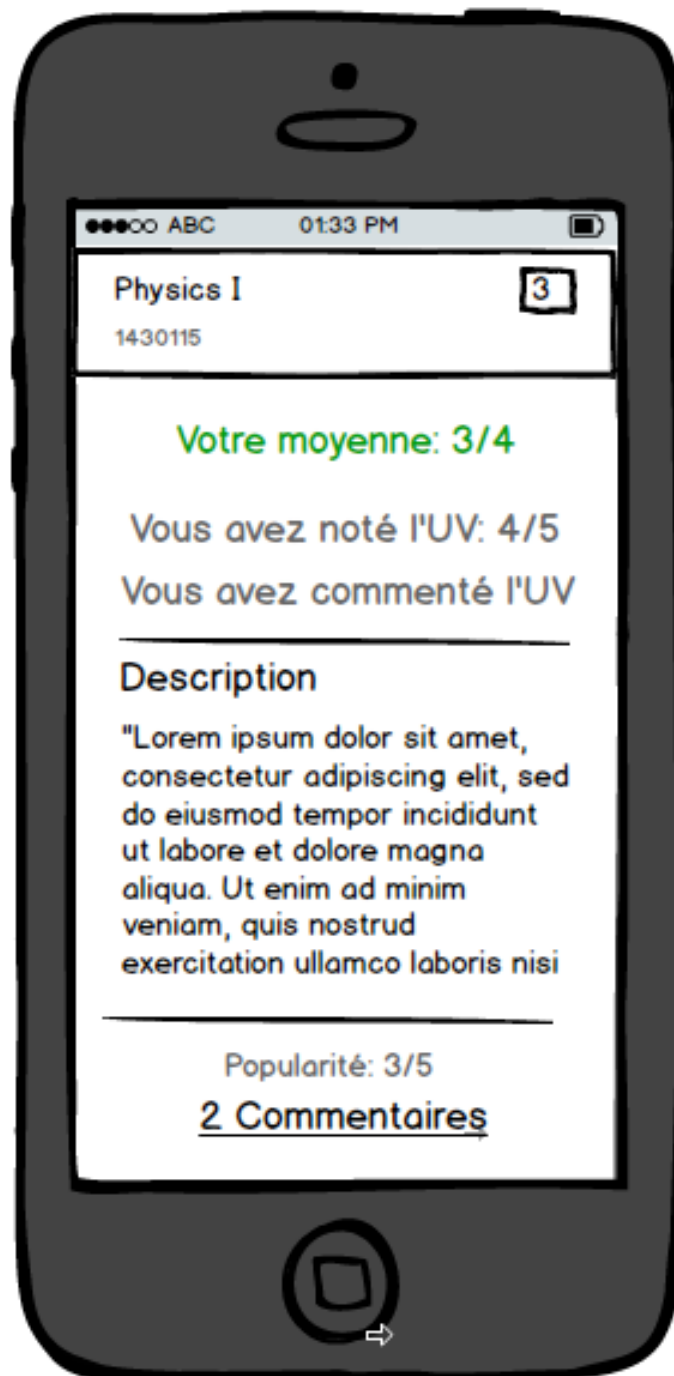 ABC 01:33 PM
Physics I 3
1430115
Votre moyenne: 3/4
Vous avez noté l'UV: 4/5
Vous avez commenté l'UV
Description
"Lorem ipsum dolor sit amet,
consectetur adipiscing elit, sed
do eiusmod tempor incididunt
ut labore et dolore magna
aliqua. Ut enim ad minim
veniam, quis nostrud
exercitation ullamco laboris nisi
Popularité: 3/5
2 Commentaires